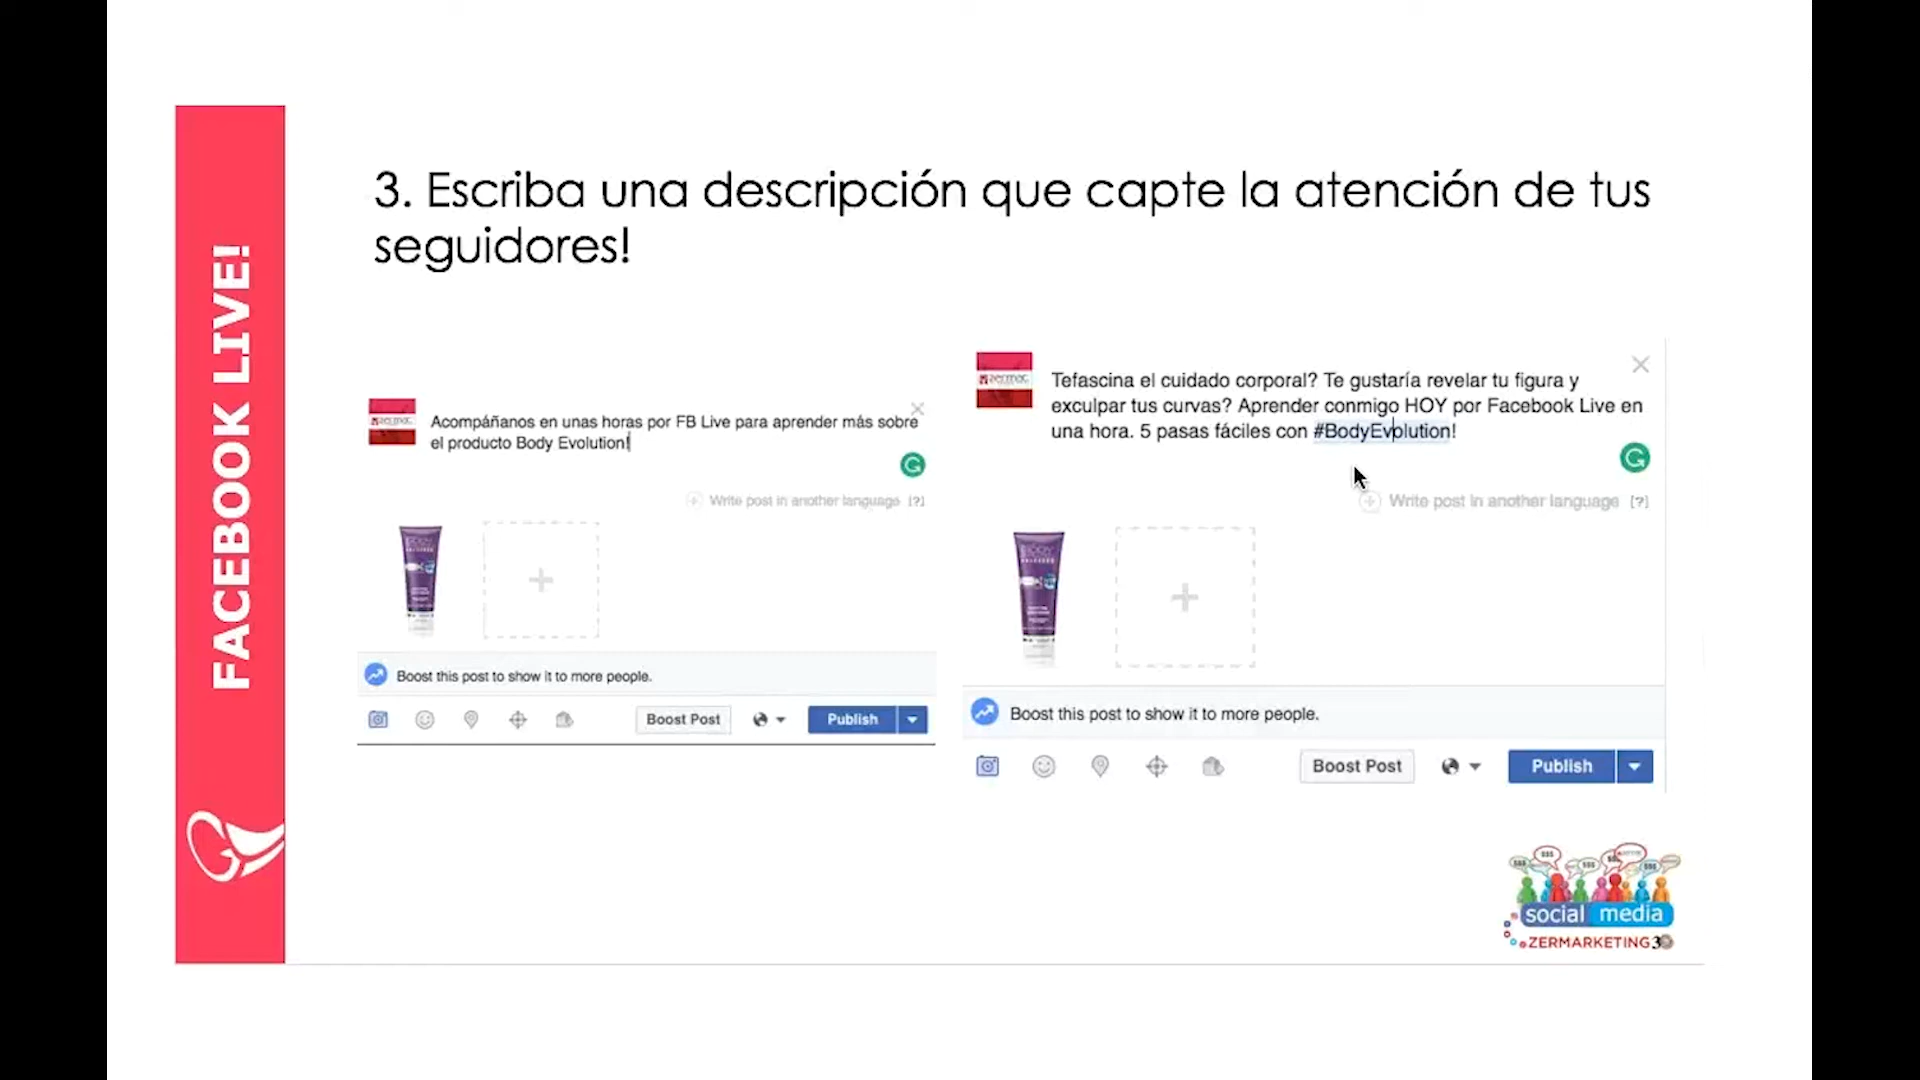 FACEBOOK LIVE!
3. Escriba una descripción que capte la atención de tus
seguidores!
Acompáñanos en unas horas por FB Live para aprender más sobre
el producto Body Evolution!
Write post in another language [?]
Boost this post to show it to more people.
Boost Post
Publish
Tefascina el cuidado corporal? Te gustaría revelar tu figura y
exculpar tus curvas? Aprender conmigo HOY por Facebook Live en
una hora. 5 pasas fáciles con #BodyEvolution!
Write post in another language [?]
BODY
Boost this post to show it to more people.
Boost Post
Publish
$$$
$$$
$$$
$$$
social media
ZERMARKETING3